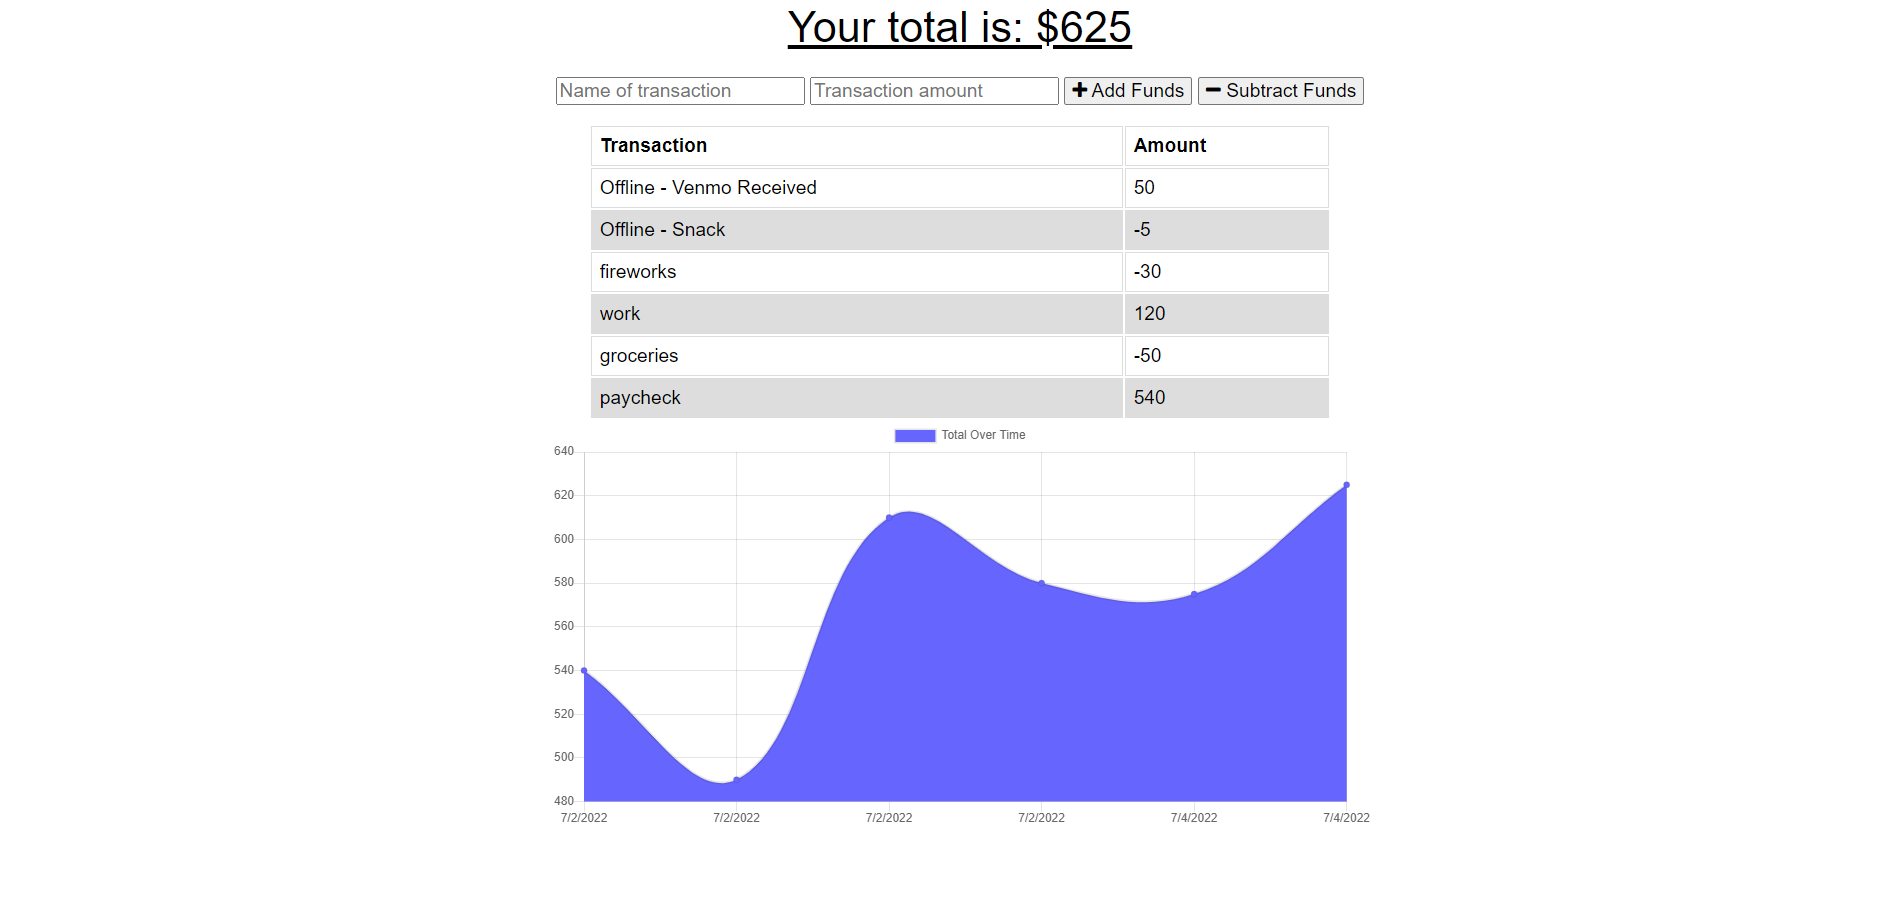 Your total is: $625
Name of transaction Transaction amount Add Funds Subtract Funds
Transaction Amount
Offline - Venmo Received 50
Offline - Snack -5
fireworks -30
work 120
groceries -50
paycheck 540
Total Over Time
640
620
600
580
560
540
520
500
480
7/2/2022 7/2/2022 7/2/2022 7/2/2022 7/4/2022 7/4/2022